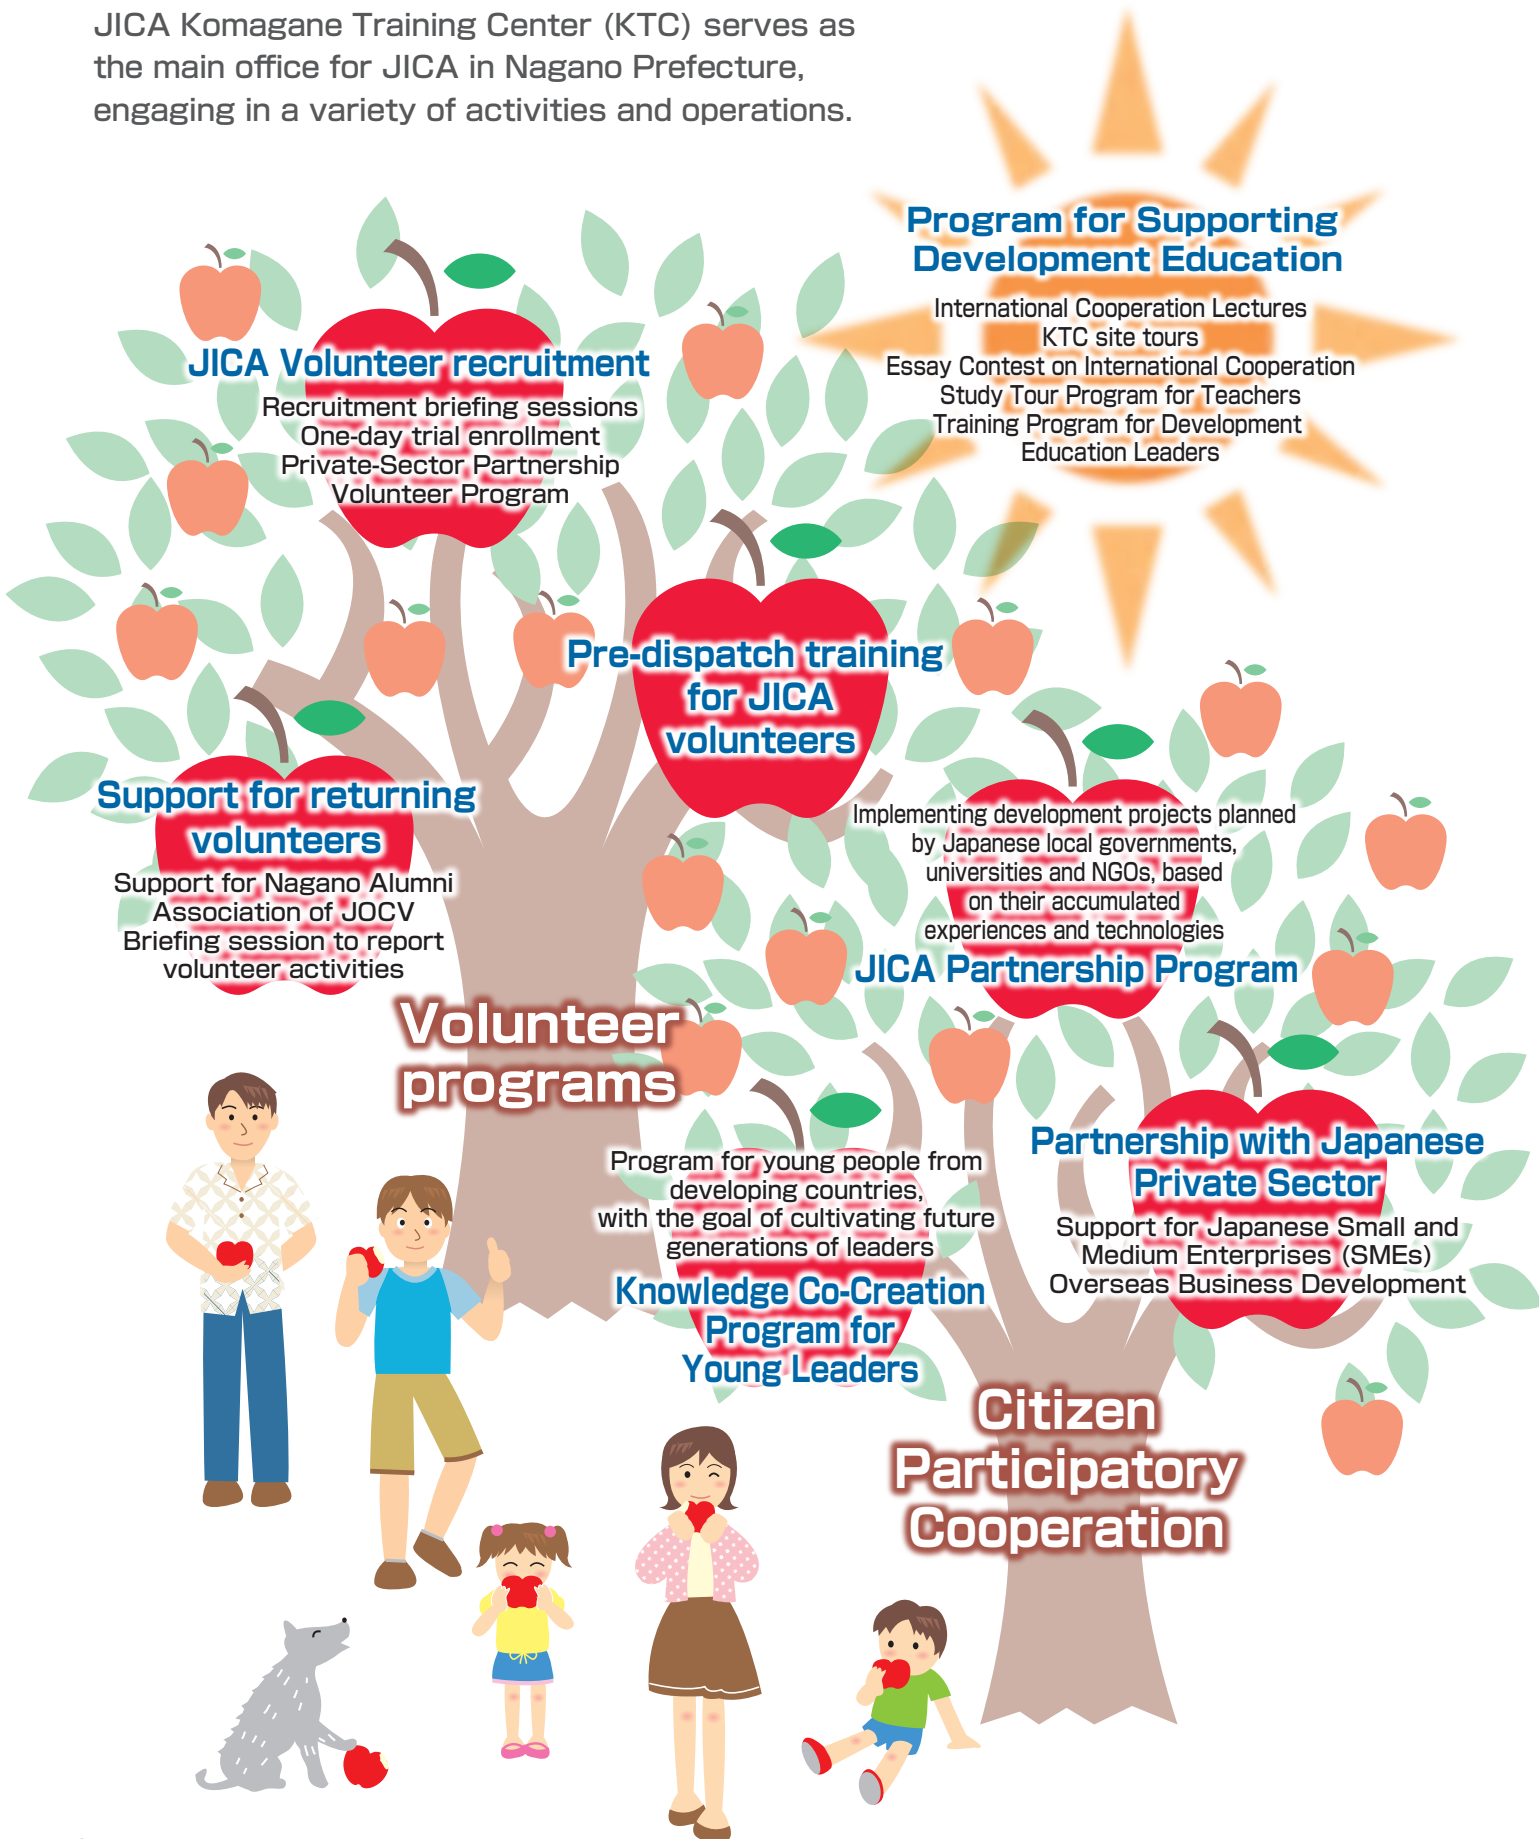 JICA Komagane Training Center (KTC) serves as
the main office for JICA in Nagano Prefecture,
engaging in a variety of activities and operations.
Program for Supporting
Development Education
International Cooperation Lectures
KTC site tours
Essay Contest on International Cooperation
Study Tour Program for Teachers
Training Program for Development
Education Leaders
JICA Volunteer recruitment
Recruitment briefing sessions
One-day trial enrollment
Private-Sector Partnership
Volunteer Program
Pre-dispatch training
for JICA
volunteers
Support for returning
volunteers
Support for Nagano Alumni
Association of JOCV
Briefing session to report
volunteer activities
Volunteer
programs
Implementing development projects planned
by Japanese local governments,
universities and NGOs, based
on their accumulated
experiences and technologies
JICA Partnership Program
Program for young people from
developing countries,
with the goal of cultivating future
generations of leaders
Knowledge Co-Creation
Program for
Young Leaders
Partnership with Japanese
Private Sector
Support for Japanese Small and
Medium Enterprises (SMEs)
Overseas Business Development
Citizen
Participatory
Cooperation